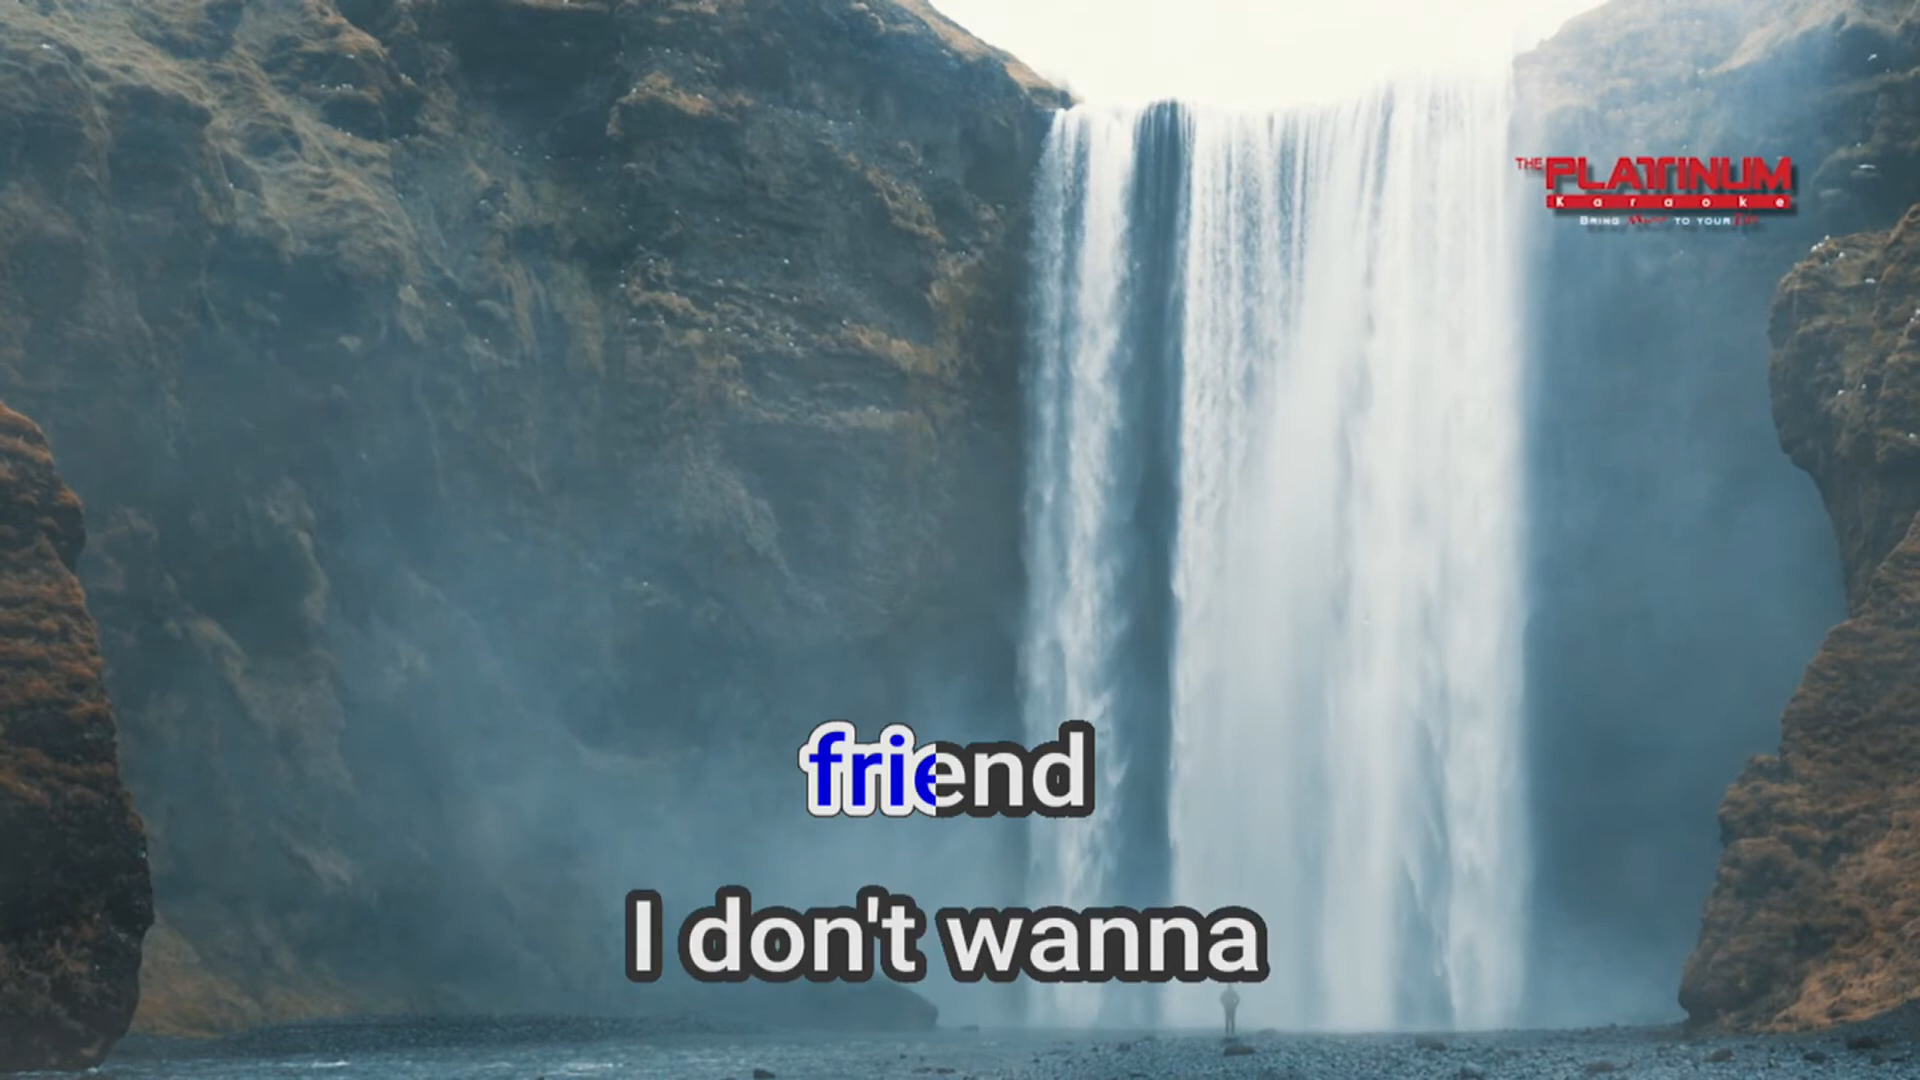 THE PLATINUM
Karaoke
BRING Music TO YOUR Life
friend
I don't wanna